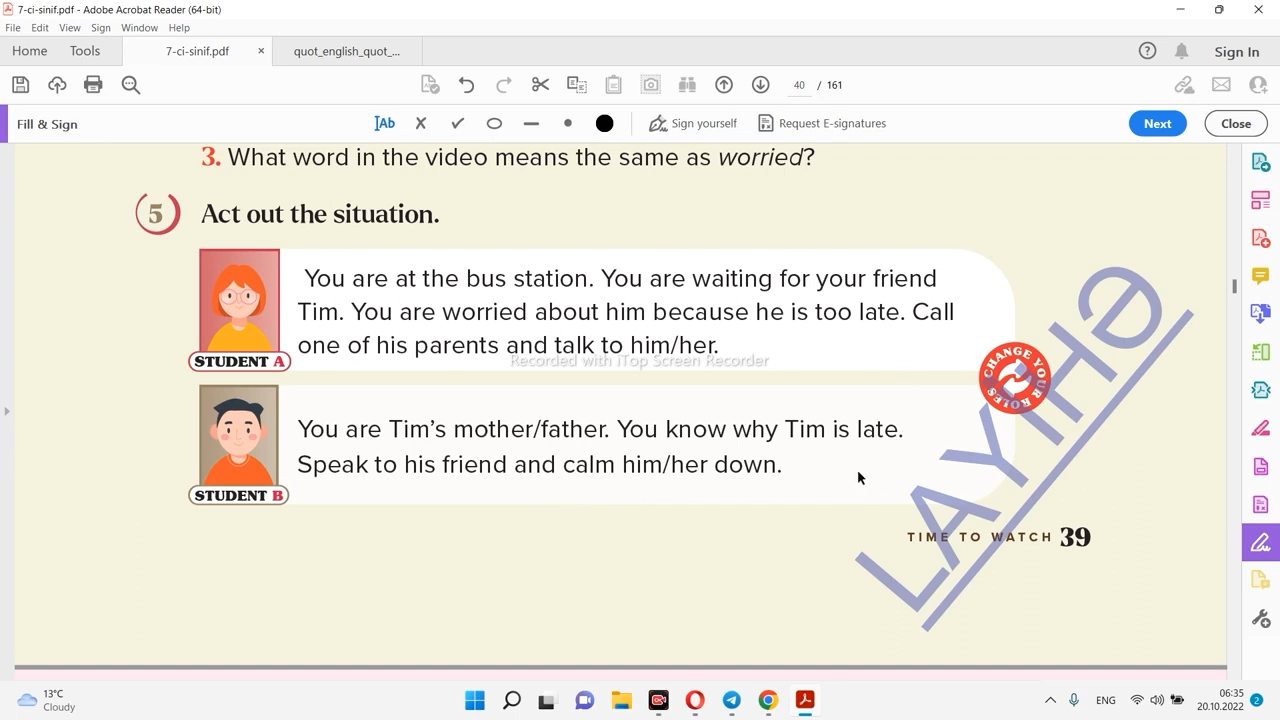 7-ci-sinif.pdf - Adobe Acrobat Reader (64-bit)
File Edit View Sign Window Help
Home Tools 7-ci-sinif.pdf × quot_english_quot_... Sign In
40 / 161
Fill & Sign Ab Sign yourself Request E-signatures Next Close
3. What word in the video means the same as worried?
5 Act out the situation.
You are at the bus station. You are waiting for your friend
Tim. You are worried about him because he is too late. Call
one of his parents and talk to him/her.
STUDENT A
Recorded with iTop Screen Recorder
CHANGE YOUR ROLES
You are Tim's mother/father. You know why Tim is late.
Speak to his friend and calm him/her down.
STUDENT B
LAYİHƏ
TIME TO WATCH 39
13°C
Cloudy
ENG
06:35
20.10.2022
2